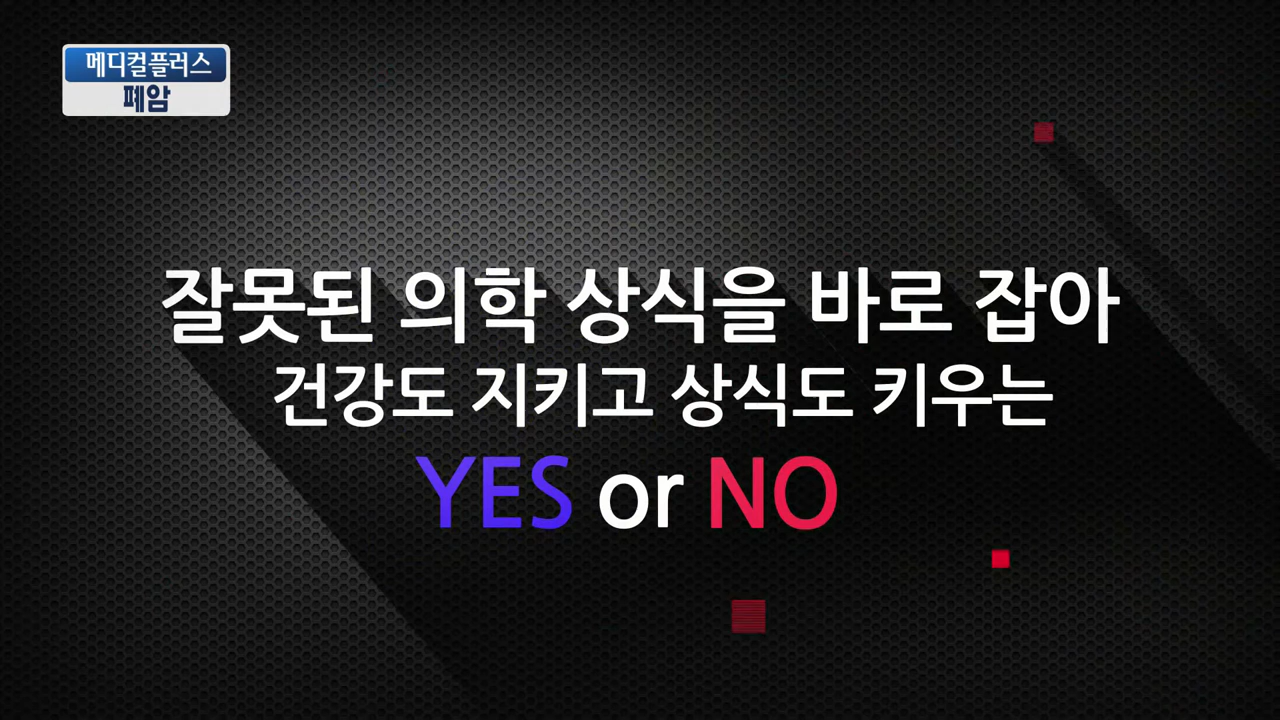 메디컬플러스
폐암
잘못된 의학 상식을 바로 잡아
건강도 지키고 상식도 키우는
YES or NO